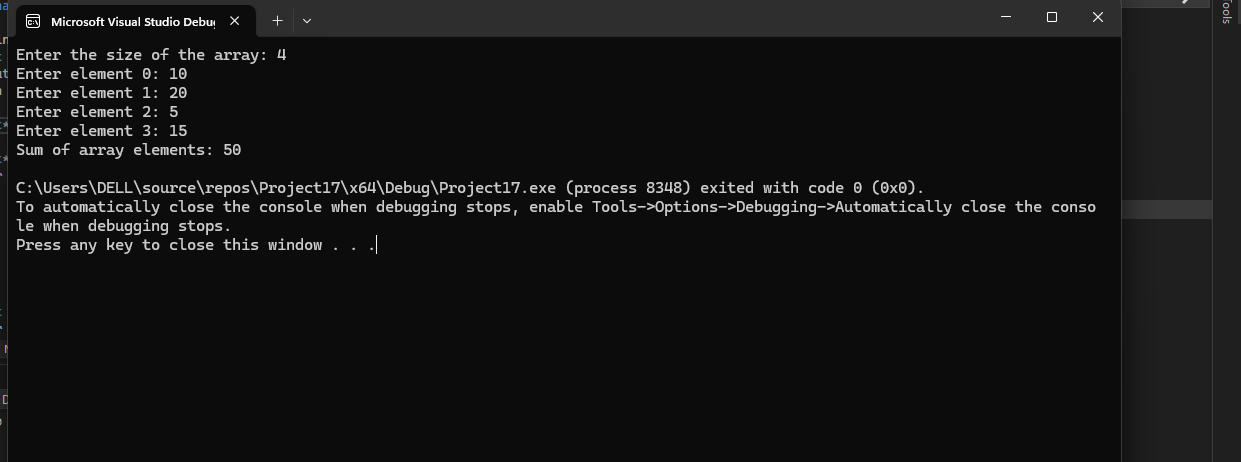 Microsoft Visual Studio Debu
Tools
Enter the size of the array: 4
Enter element 0: 10
Enter element 1: 20
Enter element 2: 5
Enter element 3: 15
Sum of array elements: 50
C:\Users\DELL\source\repos\Project17\x64\Debug\Project17.exe (process 8348) exited with code 0 (0x0).
To automatically close the console when debugging stops, enable Tools->Options->Debugging->Automatically close the conso
le when debugging stops.
Press any key to close this window . . .